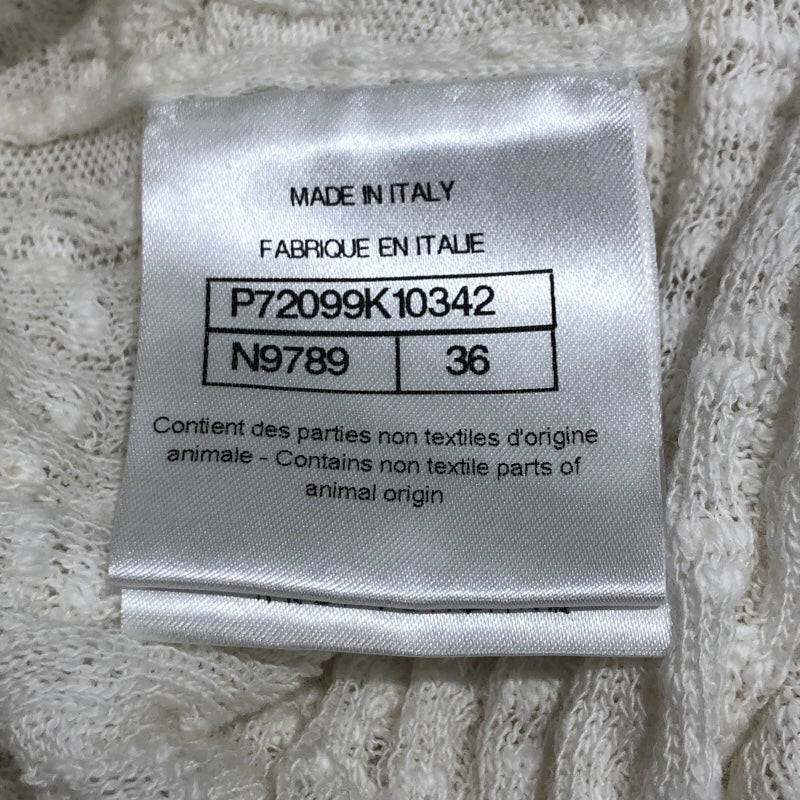 MADE IN ITALY
FABRIQUE EN ITALIE
P72099K10342
N9789 36
Contient des parties non textiles d'origine
animale - Contains non textile parts of
animal origin